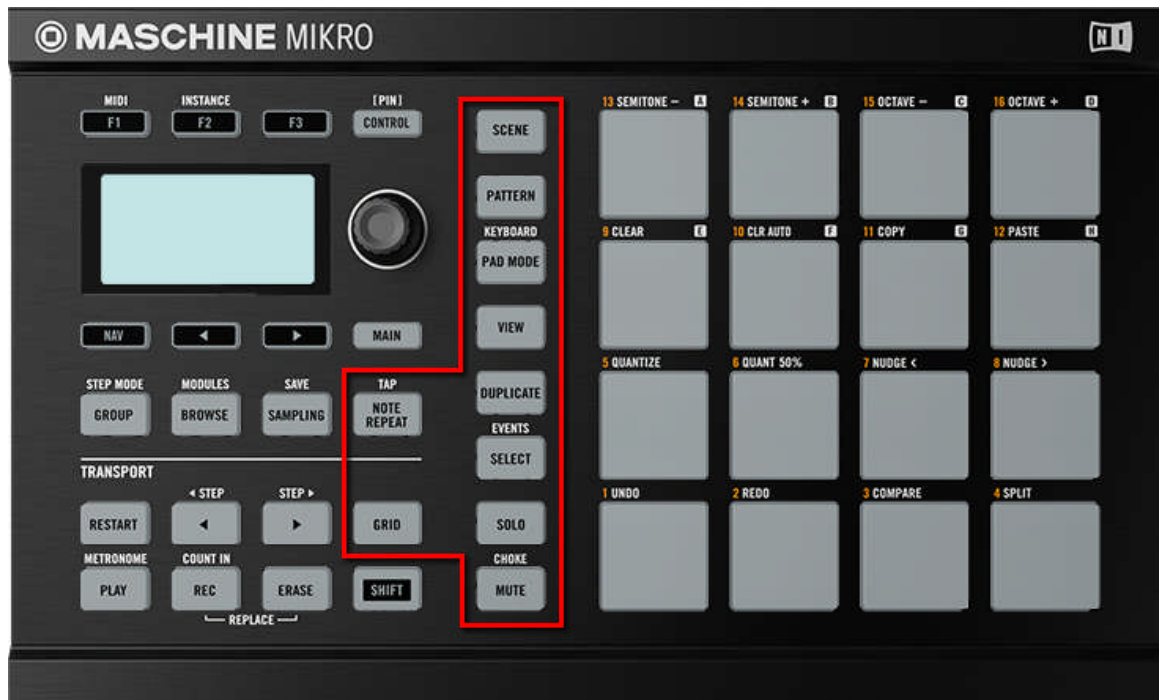 MASCHINE MIKRO
NI
MIDI
INSTANCE
[PIN]
F1
F2
F3
CONTROL
NAV
MAIN
STEP MODE
MODULES
SAVE
TAP
GROUP
BROWSE
SAMPLING
NOTE
REPEAT
TRANSPORT
◀ STEP
STEP ▶
RESTART
◀
▶
GRID
METRONOME
COUNT IN
PLAY
REC
ERASE
SHIFT
REPLACE
SCENE
PATTERN
KEYBOARD
PAD MODE
VIEW
DUPLICATE
EVENTS
SELECT
SOLO
CHOKE
MUTE
13 SEMITONE − A
14 SEMITONE + B
15 OCTAVE − C
16 OCTAVE + D
9 CLEAR E
10 CLR AUTO F
11 COPY G
12 PASTE H
5 QUANTIZE
6 QUANT 50%
7 NUDGE <
8 NUDGE >
1 UNDO
2 REDO
3 COMPARE
4 SPLIT